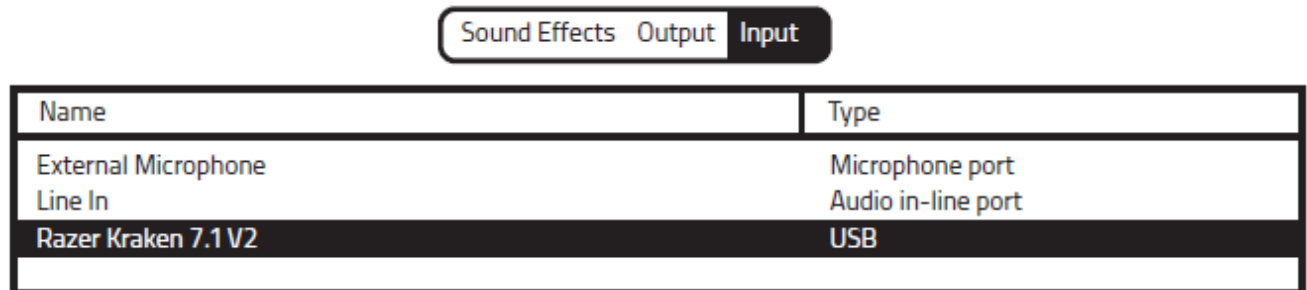 Sound Effects Output Input
Name Type
External Microphone Microphone port
Line In Audio in-line port
Razer Kraken 7.1 V2 USB